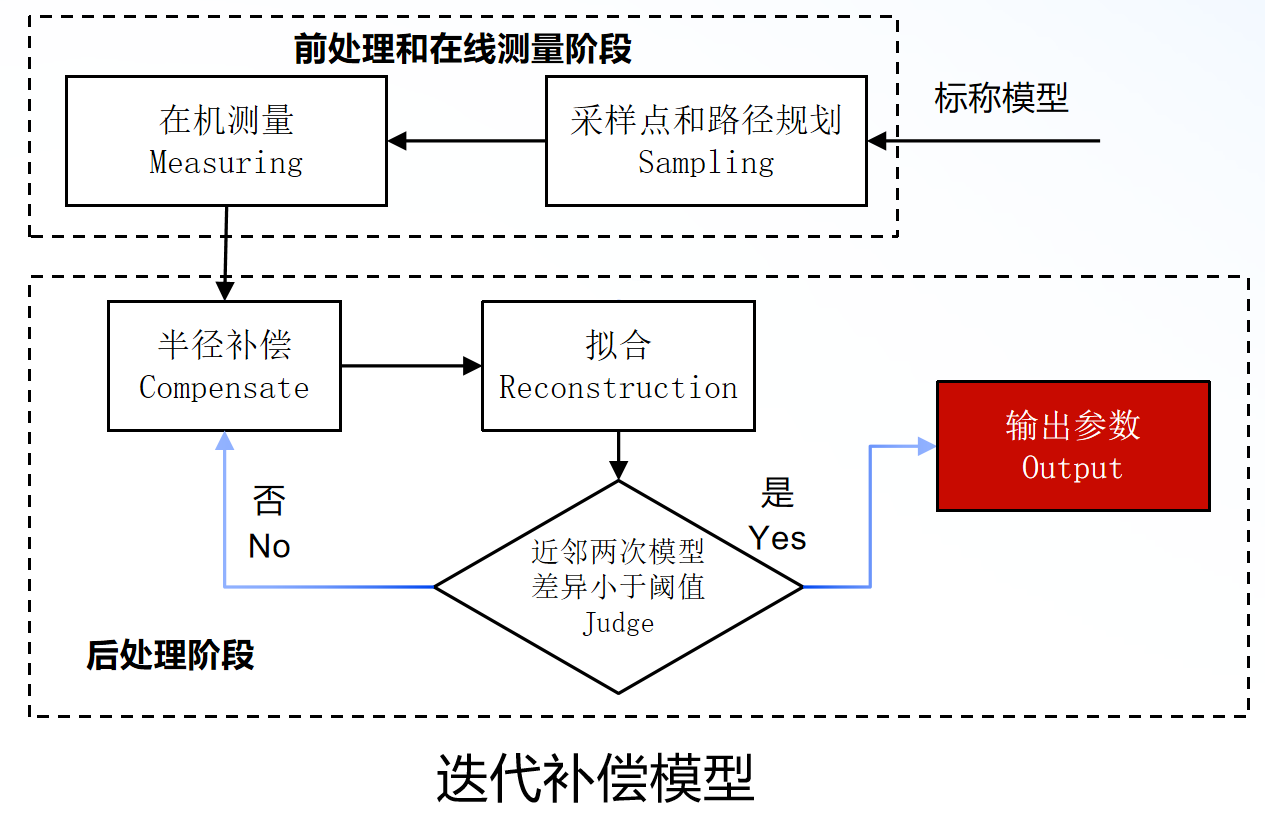 前处理和在线测量阶段
标称模型
采样点和路径规划
Sampling
在机测量
Measuring
半径补偿
Compensate
拟合
Reconstruction
近邻两次模型
差异小于阈值
Judge
否
No
是
Yes
输出参数
Output
后处理阶段
迭代补偿模型